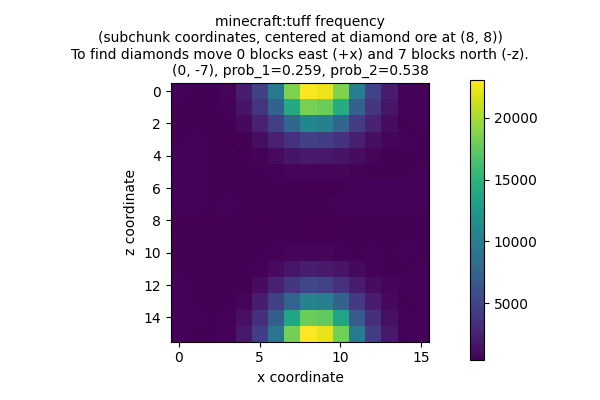 minecraft:tuff frequency
(subchunk coordinates, centered at diamond ore at (8, 8))
To find diamonds move 0 blocks east (+x) and 7 blocks north (-z).
(0, -7), prob_1=0.259, prob_2=0.538
0
2
4
6
8
10
12
14
z coordinate
0
5
10
15
x coordinate
20000
15000
10000
5000